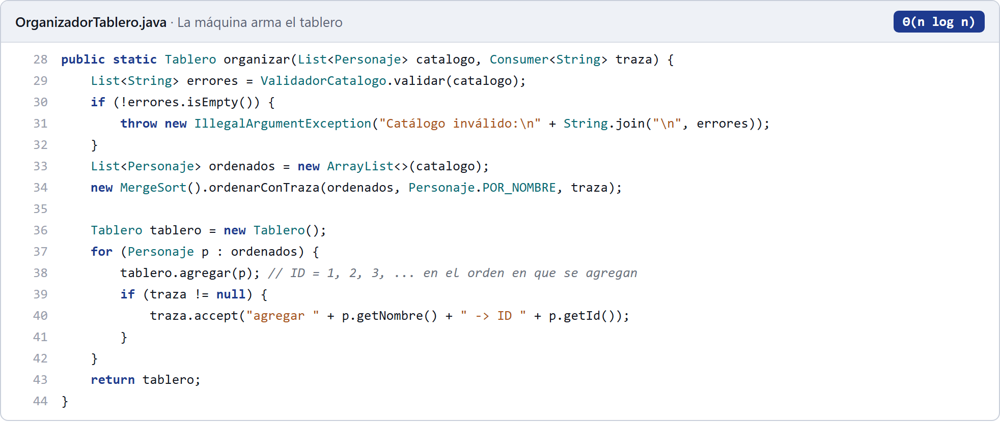 OrganizadorTablero.java · La máquina arma el tablero
Θ(n log n)
28 public static Tablero organizar(List<Personaje> catalogo, Consumer<String> traza) {
29     List<String> errores = ValidadorCatalogo.validar(catalogo);
30     if (!errores.isEmpty()) {
31         throw new IllegalArgumentException("Catálogo inválido:\n" + String.join("\n", errores));
32     }
33     List<Personaje> ordenados = new ArrayList<>(catalogo);
34     new MergeSort().ordenarConTraza(ordenados, Personaje.POR_NOMBRE, traza);
35
36     Tablero tablero = new Tablero();
37     for (Personaje p : ordenados) {
38         tablero.agregar(p); // ID = 1, 2, 3, ... en el orden en que se agregan
39         if (traza != null) {
40             traza.accept("agregar " + p.getNombre() + " -> ID " + p.getId());
41         }
42     }
43     return tablero;
44 }